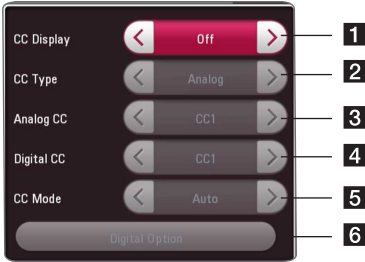 CC Display Off 1
CC Type Analog 2
Analog CC CC1 3
Digital CC CC1 4
CC Mode Auto 5
Digital Option 6